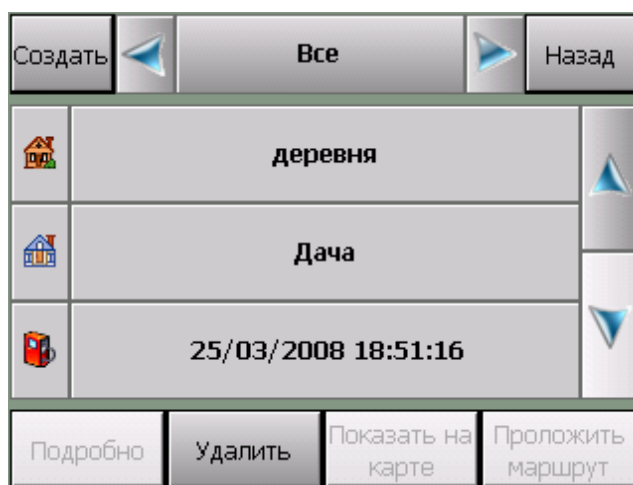 Создать
Все
Назад
деревня
Дача
25/03/2008 18:51:16
Подробно
Удалить
Показать на
карте
Проложить
маршрут